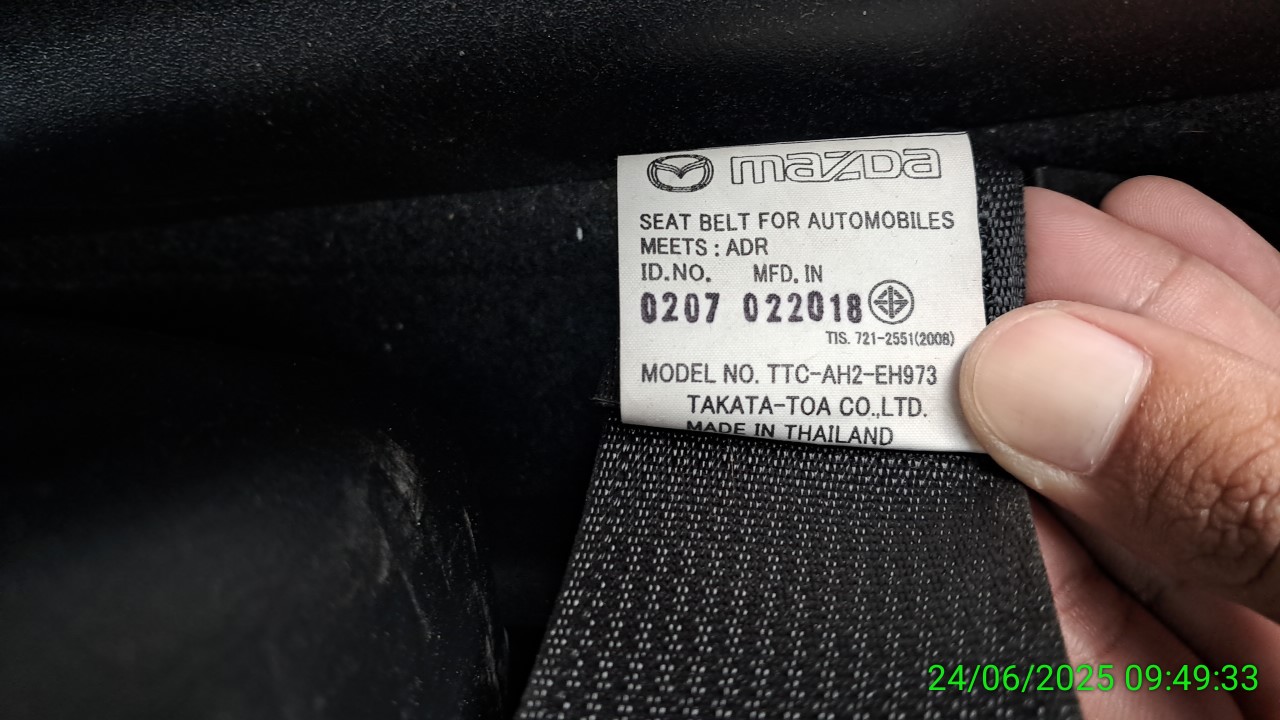 mazda
SEAT BELT FOR AUTOMOBILES
MEETS : ADR
ID.NO. MFD. IN
0207 022018
TIS. 721-2551(2008)
MODEL NO. TTC-AH2-EH973
TAKATA-TOA CO.,LTD.
MADE IN THAILAND
24/06/2025 09:49:33